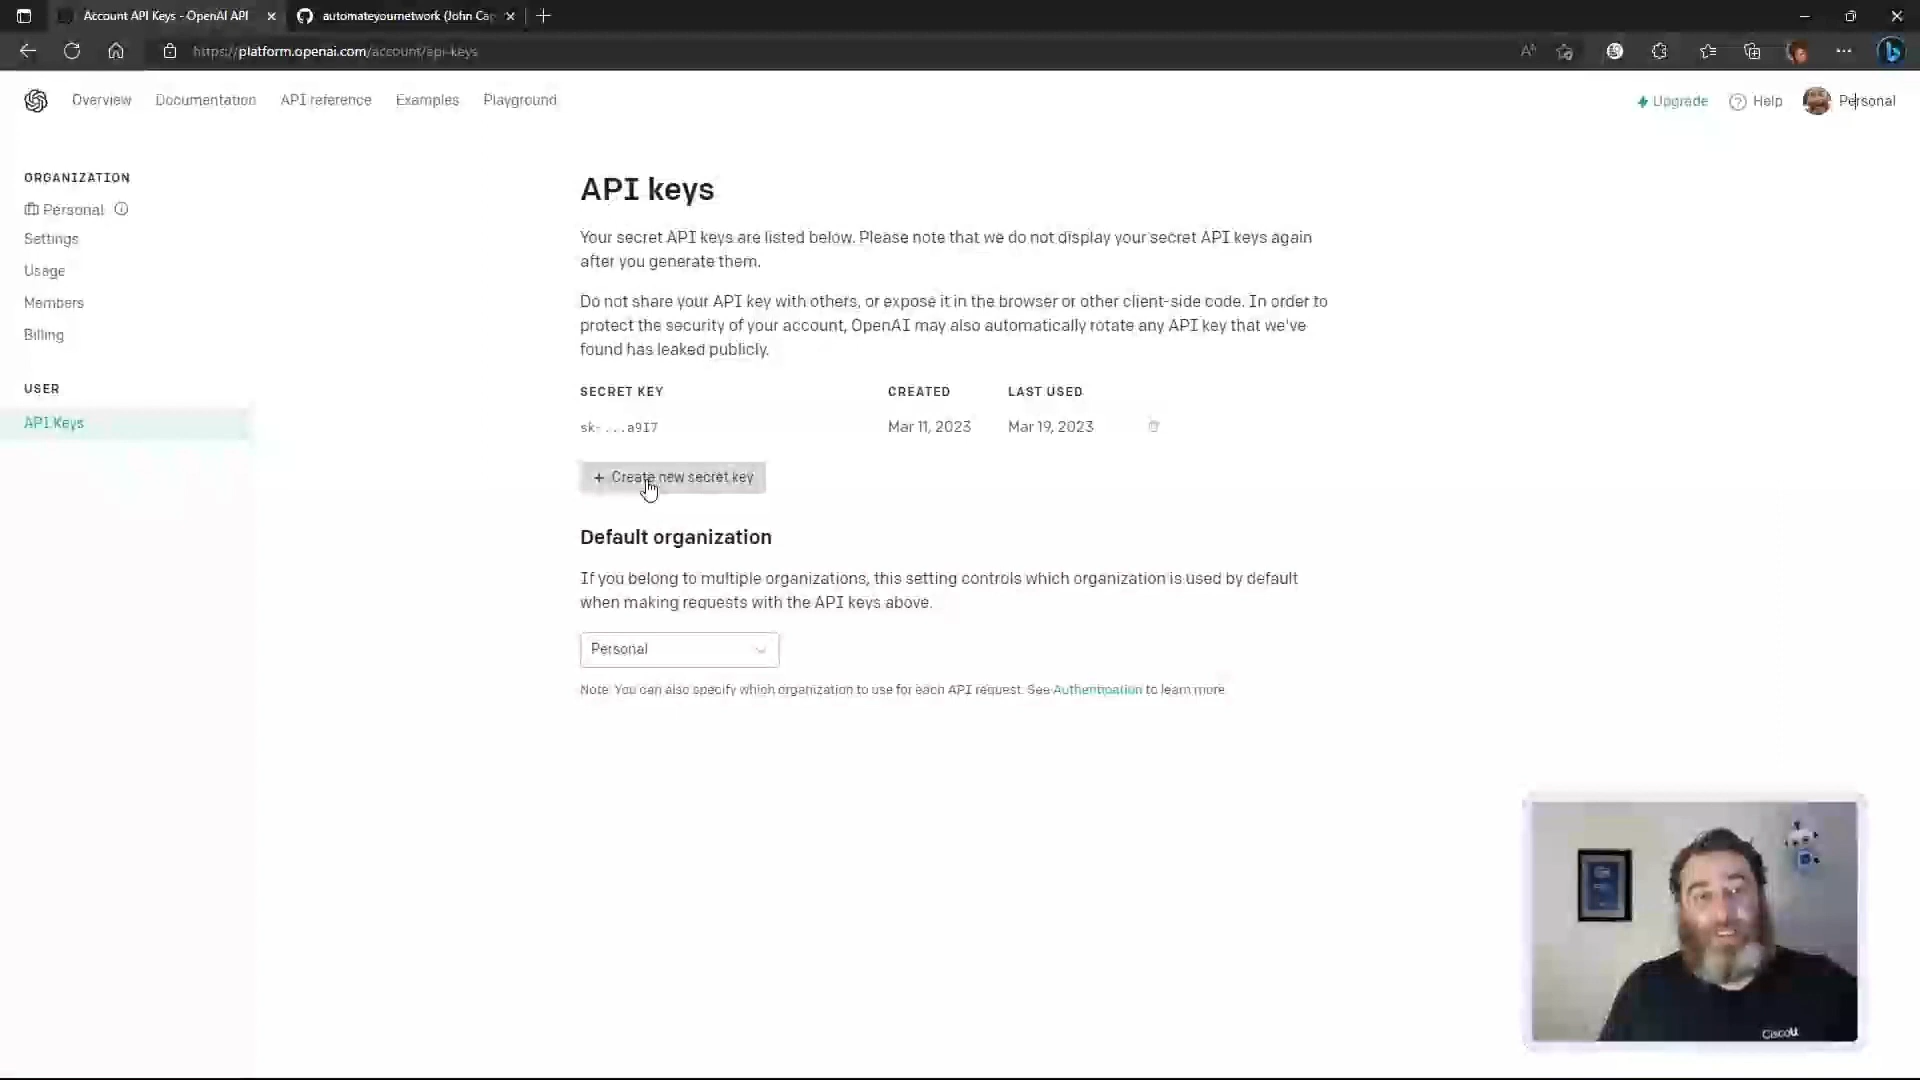 Account API Keys - OpenAI API
automateyournetwork (John Cap
https://platform.openai.com/account/api-keys
Overview
Documentation
API reference
Examples
Playground
Upgrade
Help
Personal
ORGANIZATION
Personal
Settings
Usage
Members
Billing
USER
API Keys
API keys
Your secret API keys are listed below. Please note that we do not display your secret API keys again
after you generate them.
Do not share your API key with others, or expose it in the browser or other client-side code. In order to
protect the security of your account, OpenAI may also automatically rotate any API key that we've
found has leaked publicly.
SECRET KEY CREATED LAST USED
sk-...a9I7 Mar 11, 2023 Mar 19, 2023
+ Create new secret key
Default organization
If you belong to multiple organizations, this setting controls which organization is used by default
when making requests with the API keys above.
Personal
Note: You can also specify which organization to use for each API request. See Authentication to learn more.
CiscoU